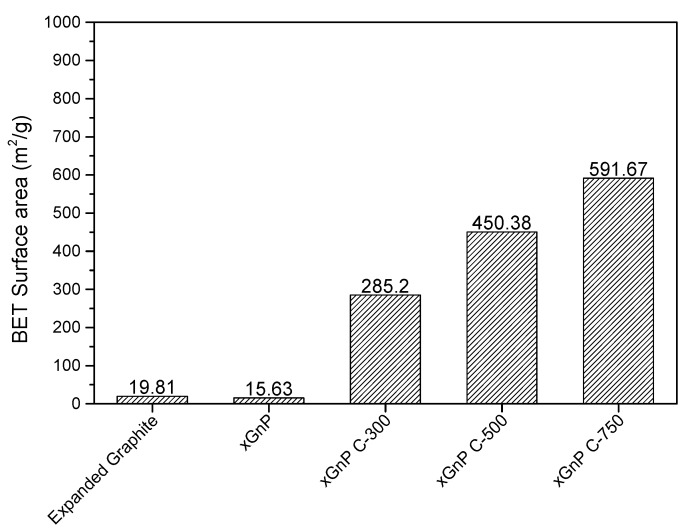 1000
900
800
700
600
500
400
300
200
100
0
BET Surface area (m²/g)
19.81
15.63
285.2
450.38
591.67
Expanded Graphite
xGnP
xGnP C-300
xGnP C-500
xGnP C-750